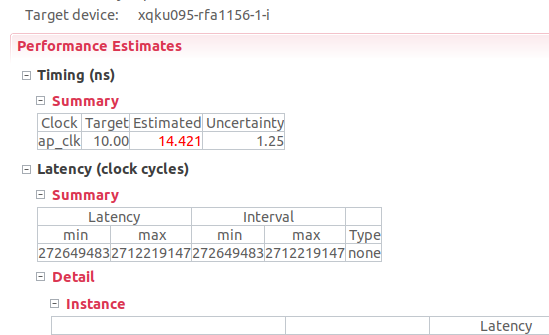 Target device: xqku095-rfa1156-1-i
Performance Estimates
Timing (ns)
Summary
Clock Target Estimated Uncertainty
ap_clk 10.00 14.421 1.25
Latency (clock cycles)
Summary
Latency Interval
min max min max Type
272649483 2712219147 272649483 2712219147 none
Detail
Instance
Latency